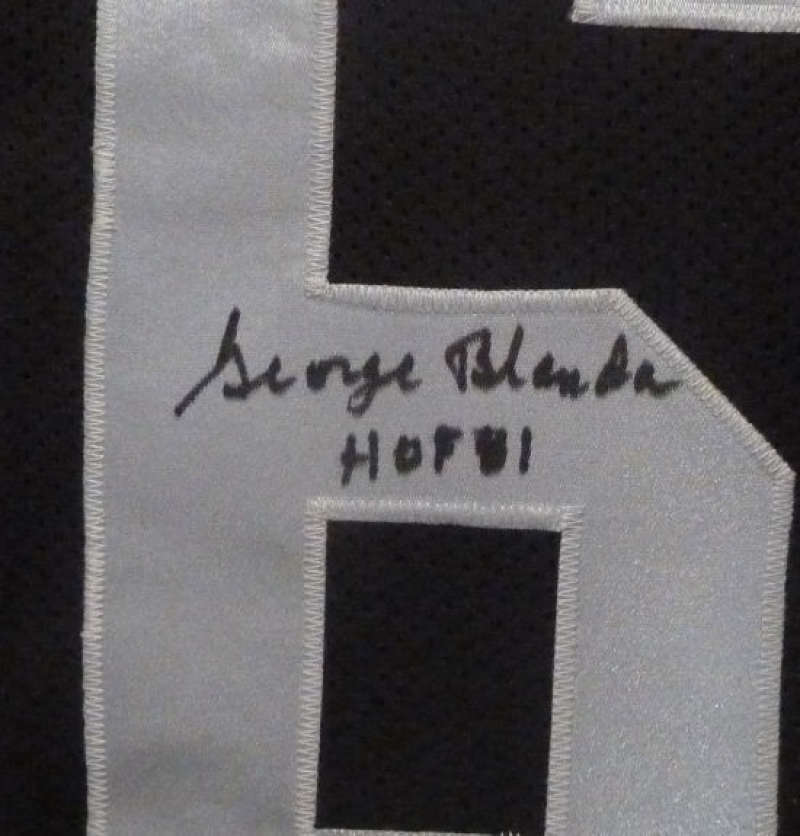 George Blanda
HOF 81